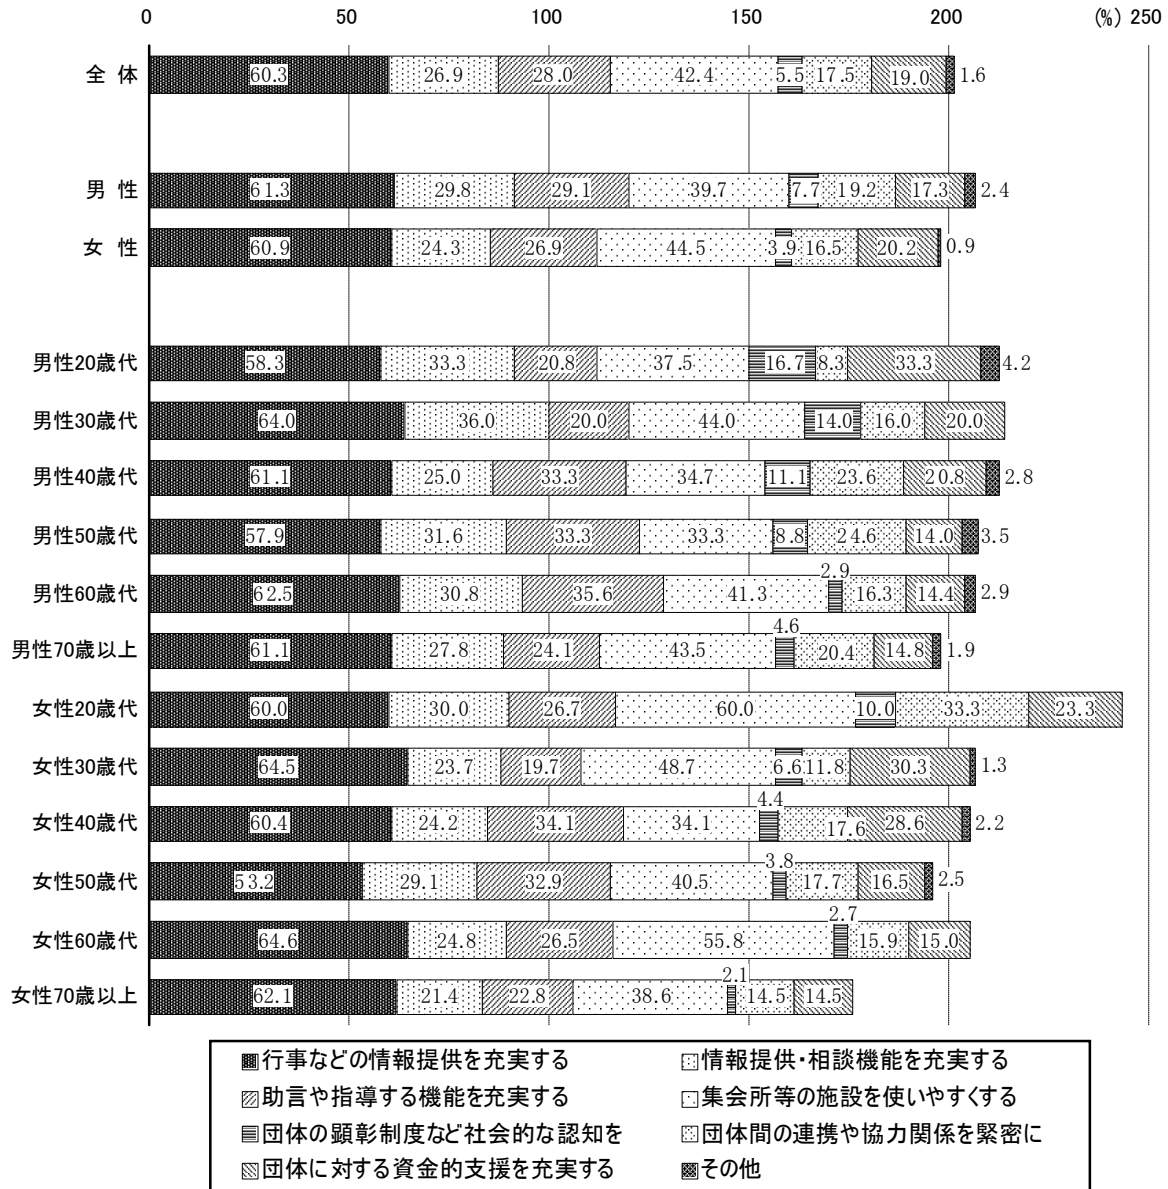 0 50 100 150 200 (%) 250
全 体 60.3 26.9 28.0 42.4 5.5 17.5 19.0 1.6
男 性 61.3 29.8 29.1 39.7 7.7 19.2 17.3 2.4
女 性 60.9 24.3 26.9 44.5 3.9 16.5 20.2 0.9
男性20歳代 58.3 33.3 20.8 37.5 16.7 8.3 33.3 4.2
男性30歳代 64.0 36.0 20.0 44.0 14.0 16.0 20.0
男性40歳代 61.1 25.0 33.3 34.7 11.1 23.6 20.8 2.8
男性50歳代 57.9 31.6 33.3 33.3 8.8 24.6 14.0 3.5
男性60歳代 62.5 30.8 35.6 41.3 2.9 16.3 14.4 2.9
男性70歳以上 61.1 27.8 24.1 43.5 4.6 20.4 14.8 1.9
女性20歳代 60.0 30.0 26.7 60.0 10.0 33.3 23.3
女性30歳代 64.5 23.7 19.7 48.7 6.6 11.8 30.3 1.3
女性40歳代 60.4 24.2 34.1 34.1 4.4 17.6 28.6 2.2
女性50歳代 53.2 29.1 32.9 40.5 3.8 17.7 16.5 2.5
女性60歳代 64.6 24.8 26.5 55.8 2.7 15.9 15.0
女性70歳以上 62.1 21.4 22.8 38.6 2.1 14.5 14.5
行事などの情報提供を充実する 情報提供・相談機能を充実する
助言や指導する機能を充実する 集会所等の施設を使いやすくする
団体の顕彰制度など社会的な認知を 団体間の連携や協力関係を緊密に
団体に対する資金的支援を充実する その他